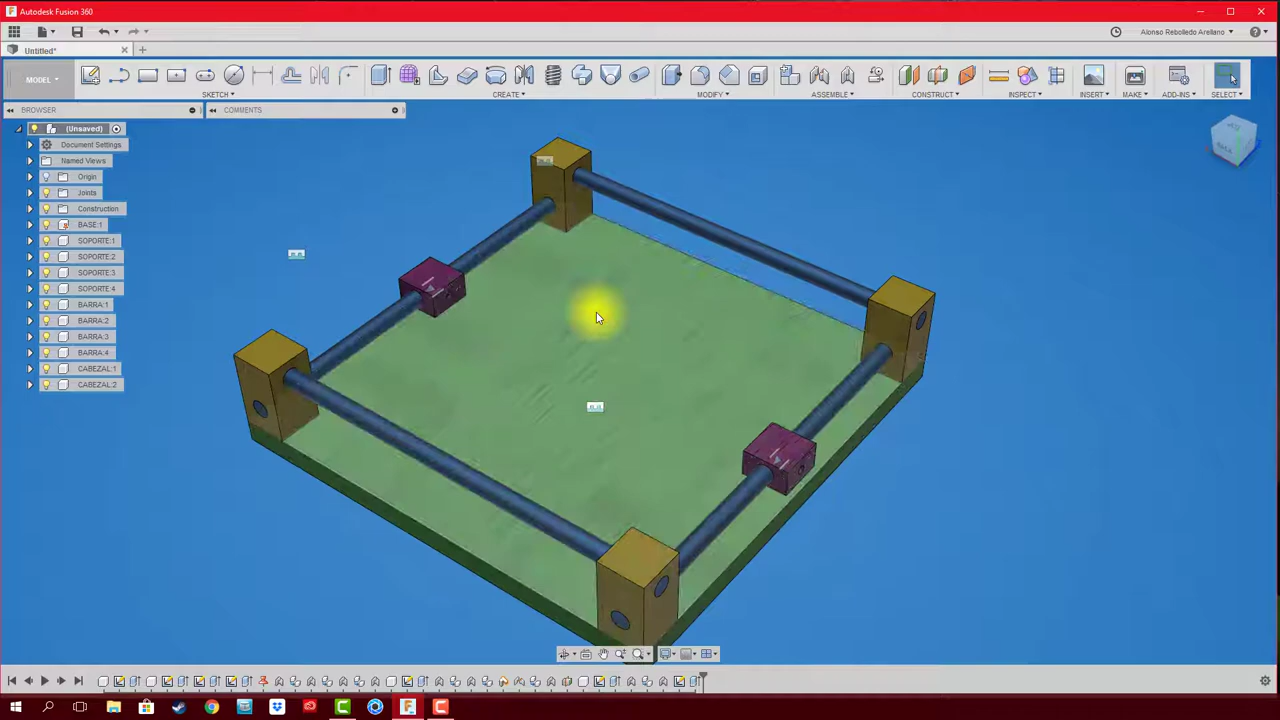 Autodesk Fusion 360
Alonso Rebolledo Arellano
Untitled*
MODEL
SKETCH
CREATE
MODIFY
ASSEMBLE
CONSTRUCT
INSPECT
INSERT
MAKE
ADD-INS
SELECT
BROWSER
COMMENTS
(Unsaved)
Document Settings
Named Views
Origin
Joints
Construction
BASE:1
SOPORTE:1
SOPORTE:2
SOPORTE:3
SOPORTE:4
BARRA:1
BARRA:2
BARRA:3
BARRA:4
CABEZAL:1
CABEZAL:2